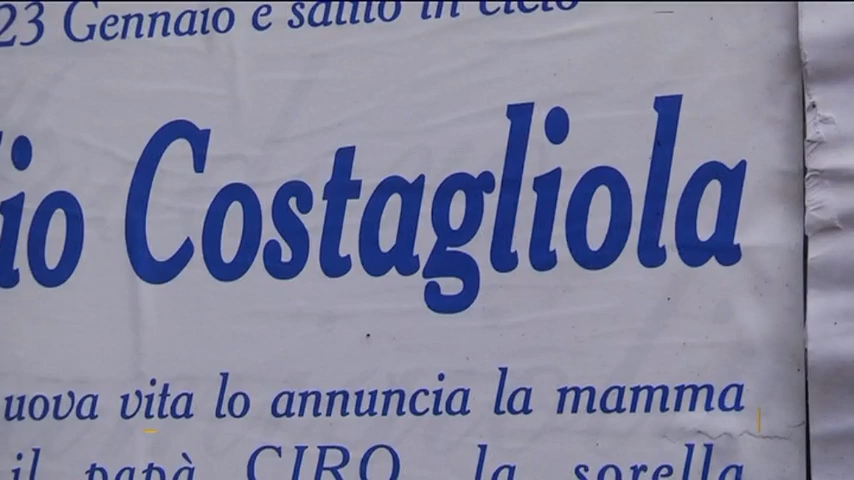 23 Gennaio è salito in cielo
io Costagliola
uova vita lo annuncia la mamma
il papà CIRO la sorella